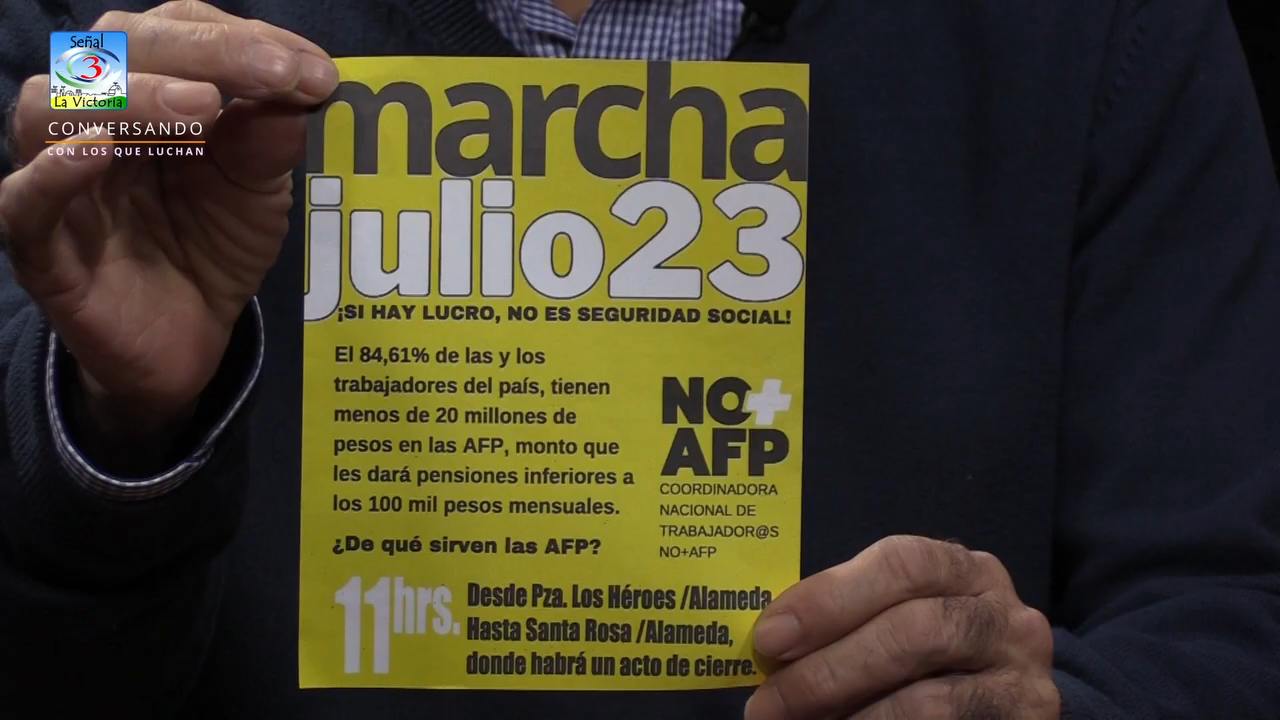 Señal
3
La Victoria
CONVERSANDO
CON LOS QUE LUCHAN
marcha
julio23
¡SI HAY LUCRO, NO ES SEGURIDAD SOCIAL!
El 84,61% de las y los
trabajadores del país, tienen
menos de 20 millones de
pesos en las AFP, monto que
les dará pensiones inferiores a
los 100 mil pesos mensuales.
¿De qué sirven las AFP?
NO+
AFP
COORDINADORA
NACIONAL DE
TRABAJADOR@S
NO+AFP
11hrs.
Desde Pza. Los Héroes /Alameda
Hasta Santa Rosa /Alameda,
donde habrá un acto de cierre.